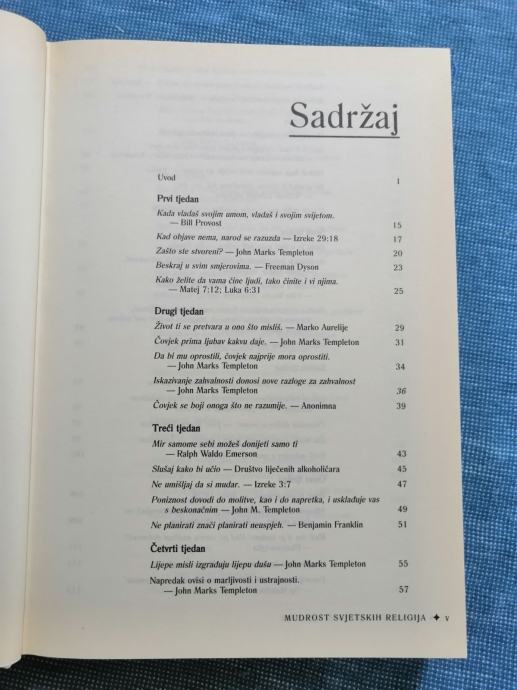 Sadržaj
Uvod 1
Prvi tjedan
Kada vladaš svojim umom, vladaš i svojim svijetom.
— Bill Provost 15
Kad objave nema, narod se razuzda — Izreke 29:18 17
Zašto ste stvoreni? — John Marks Templeton 20
Beskraj u svim smjerovima. — Freeman Dyson 23
Kako želite da vama čine ljudi, tako činite i vi njima.
— Matej 7:12; Luka 6:31 25
Drugi tjedan
Život ti se pretvara u ono što misliš. — Marko Aurelije 29
Čovjek prima ljubav kakvu daje. — John Marks Templeton 31
Da bi mu oprostili, čovjek najprije mora oprostiti.
— John Marks Templeton 34
Iskazivanje zahvalnosti donosi nove razloge za zahvalnost
— John Marks Templeton 36
Čovjek se boji onoga što ne razumije. — Anonimna 39
Treći tjedan
Mir samome sebi možeš donijeti samo ti
— Ralph Waldo Emerson 43
Slušaj kako bi učio — Društvo liječenih alkoholičara 45
Ne umišljaj da si mudar. — Izreke 3:7 47
Poniznost dovodi do molitve, kao i do napretka, i usklađuje vas
s beskonačnim — John M. Templeton 49
Ne planirati znači planirati neuspjeh. — Benjamin Franklin 51
Četvrti tjedan
Lijepe misli izgrađuju lijepu dušu — John Marks Templeton 55
Napredak ovisi o marljivosti i ustrajnosti.
— John Marks Templeton 57
MUDROST SVJETSKIH RELIGIJA ✦ v